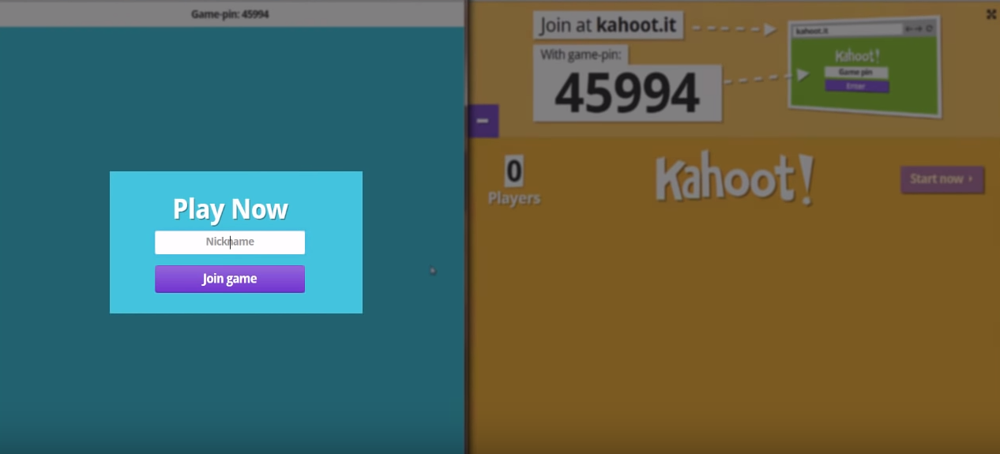 Game-pin: 45994
Play Now
Nickname
Join game
Join at kahoot.it
With game-pin:
45994
kahoot.it
Kahoot!
Game pin
Enter
0
Players
Kahoot!
Start now